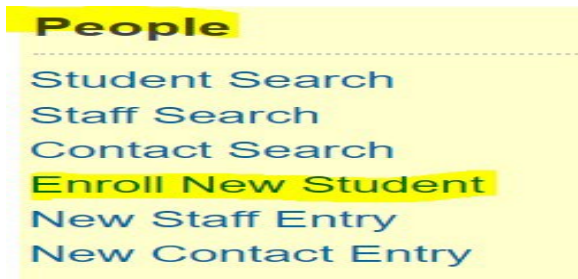 People
Student Search
Staff Search
Contact Search
Enroll New Student
New Staff Entry
New Contact Entry